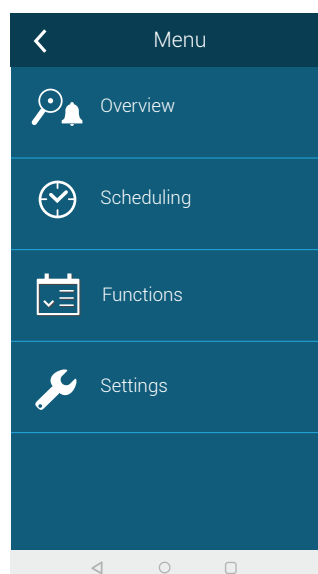 Menu
Overview
Scheduling
Functions
Settings